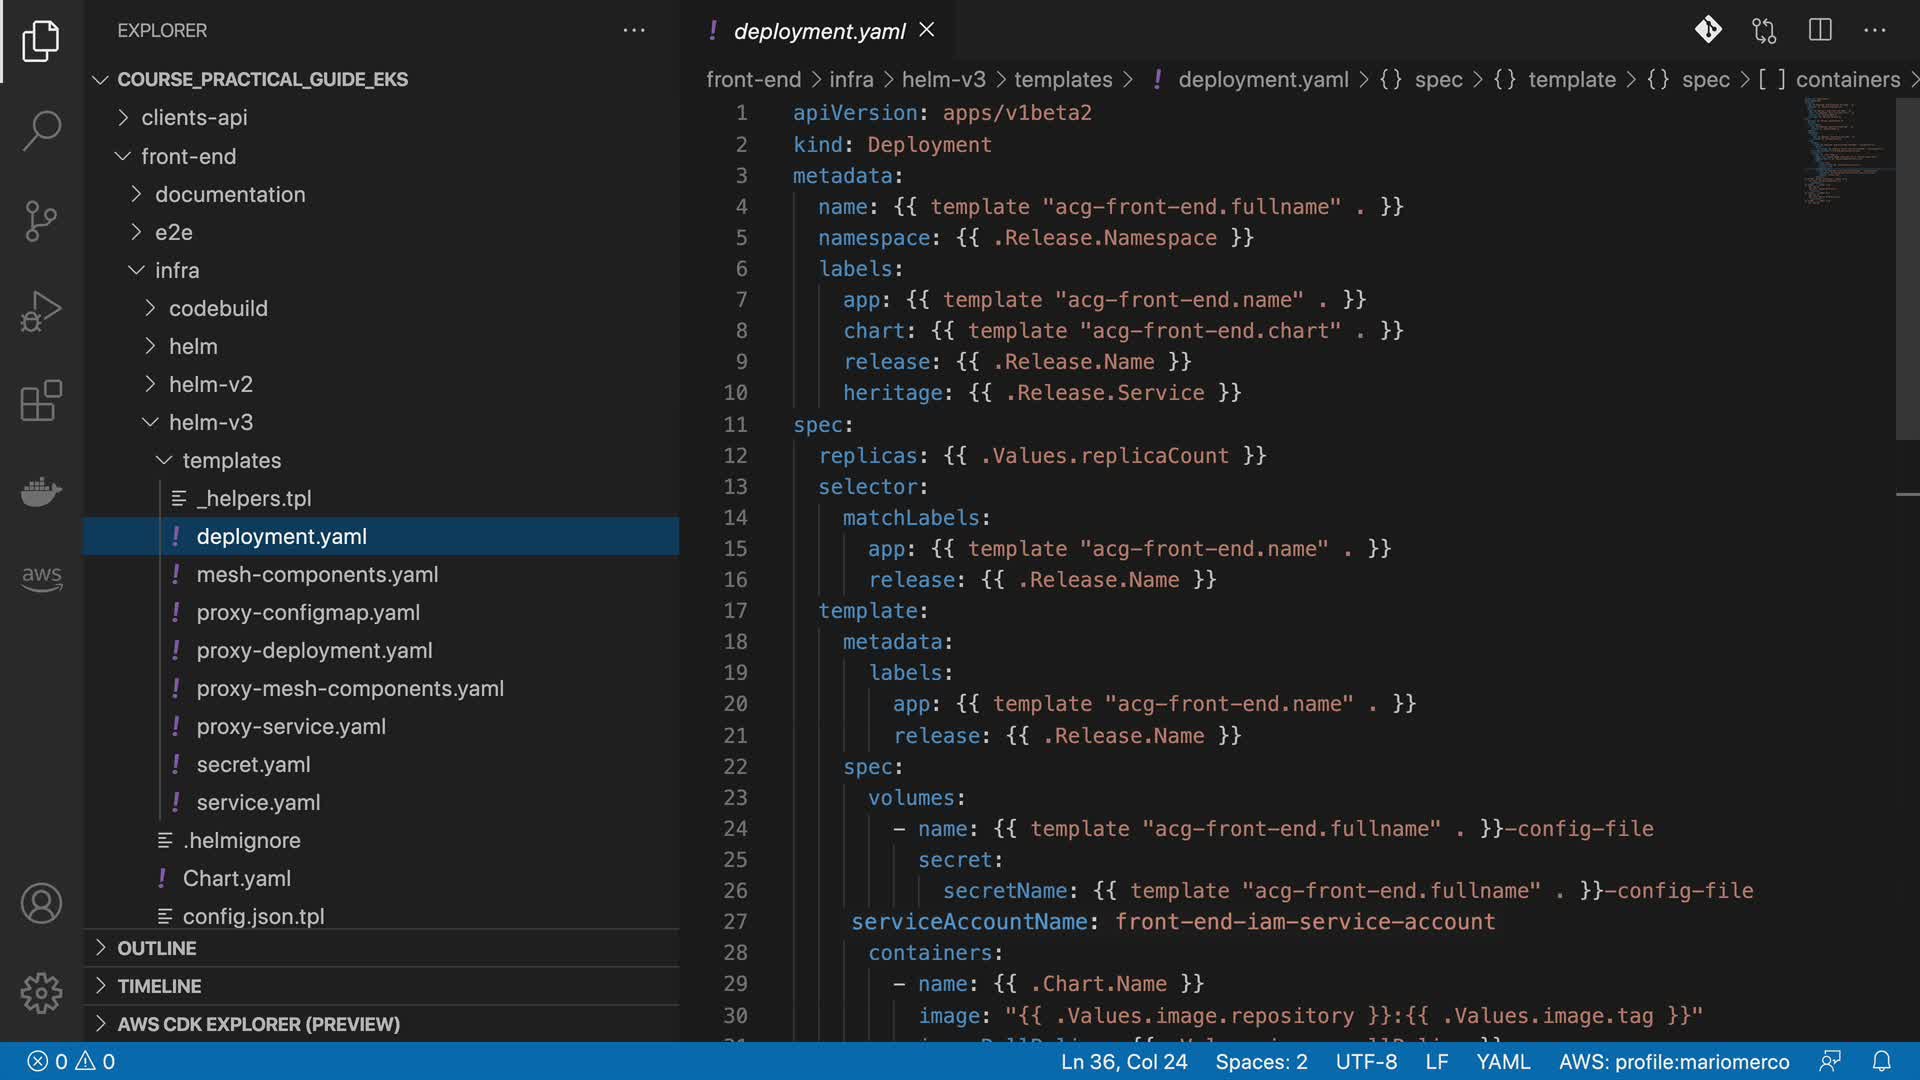 EXPLORER
COURSE_PRACTICAL_GUIDE_EKS
clients-api
front-end
documentation
e2e
infra
codebuild
helm
helm-v2
helm-v3
templates
_helpers.tpl
deployment.yaml
mesh-components.yaml
proxy-configmap.yaml
proxy-deployment.yaml
proxy-mesh-components.yaml
proxy-service.yaml
secret.yaml
service.yaml
.helmignore
Chart.yaml
config.json.tpl
OUTLINE
TIMELINE
AWS CDK EXPLORER (PREVIEW)
aws
! deployment.yaml
front-end > infra > helm-v3 > templates > ! deployment.yaml > {} spec > {} template > {} spec > [ ] containers >
1 apiVersion: apps/v1beta2
2 kind: Deployment
3 metadata:
4 name: {{ template "acg-front-end.fullname" . }}
5 namespace: {{ .Release.Namespace }}
6 labels:
7 app: {{ template "acg-front-end.name" . }}
8 chart: {{ template "acg-front-end.chart" . }}
9 release: {{ .Release.Name }}
10 heritage: {{ .Release.Service }}
11 spec:
12 replicas: {{ .Values.replicaCount }}
13 selector:
14 matchLabels:
15 app: {{ template "acg-front-end.name" . }}
16 release: {{ .Release.Name }}
17 template:
18 metadata:
19 labels:
20 app: {{ template "acg-front-end.name" . }}
21 release: {{ .Release.Name }}
22 spec:
23 volumes:
24 - name: {{ template "acg-front-end.fullname" . }}-config-file
25 secret:
26 secretName: {{ template "acg-front-end.fullname" . }}-config-file
27 serviceAccountName: front-end-iam-service-account
28 containers:
29 - name: {{ .Chart.Name }}
30 image: "{{ .Values.image.repository }}:{{ .Values.image.tag }}"
0 0
Ln 36, Col 24 Spaces: 2 UTF-8 LF YAML AWS: profile:mariomerco